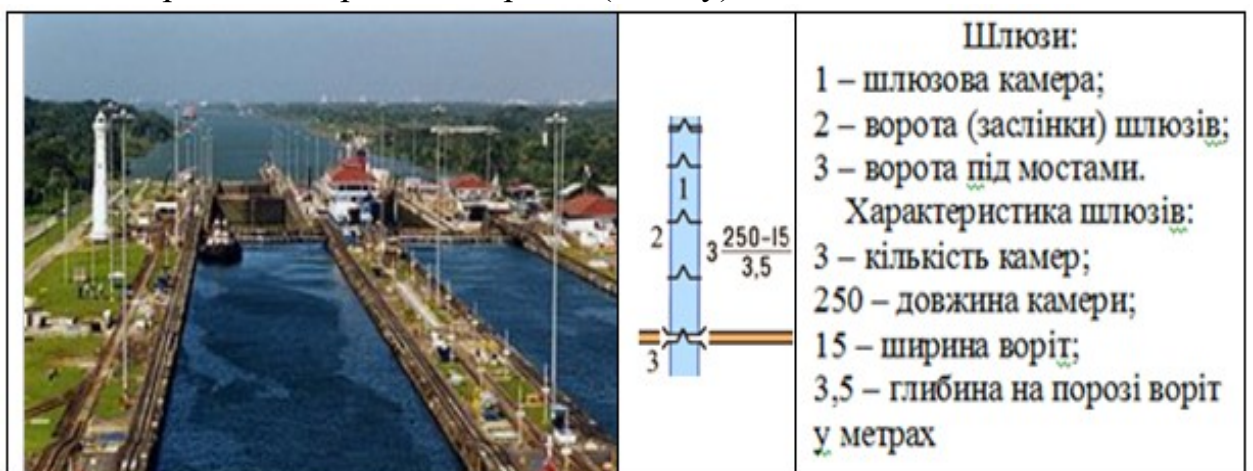 1
2
3 250-15
3,5
3
Шлюзи:
1 – шлюзова камера;
2 – ворота (заслінки) шлюзів;
3 – ворота під мостами.
Характеристика шлюзів:
3 – кількість камер;
250 – довжина камери;
15 – ширина воріт;
3,5 – глибина на порозі воріт
у метрах